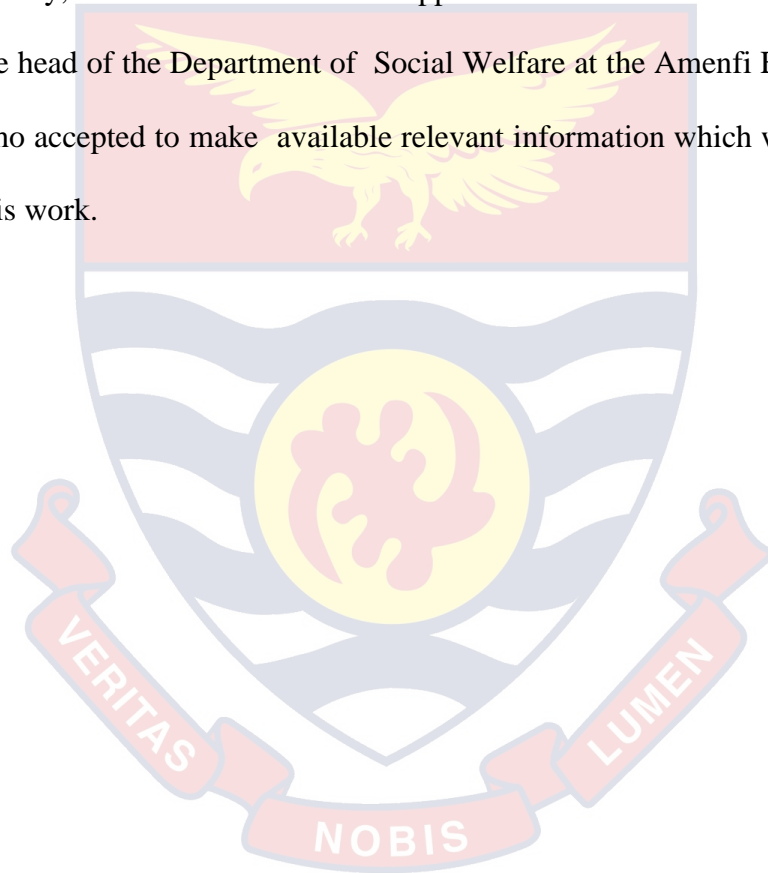 e head of the Department of Social Welfare at the Amenfi
accepted to make available relevant information which
is work.
VERITAS
NOBIS
LUMEN